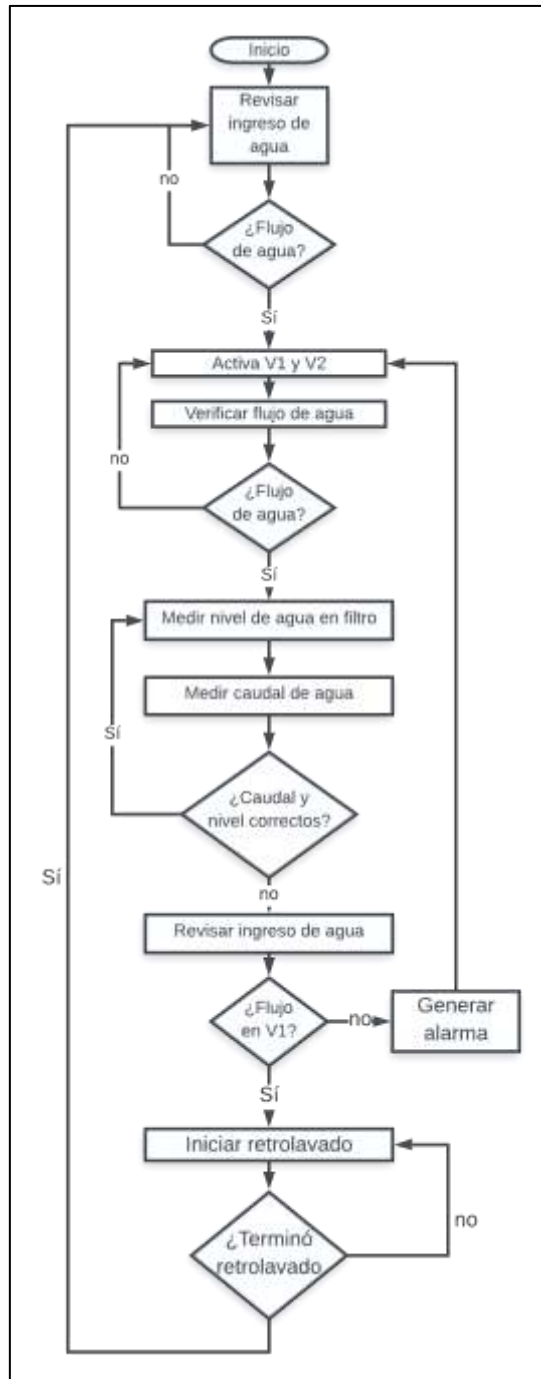 Inicio
Revisar
ingreso de
agua
no
¿Flujo
de agua?
Sí
Activa V1 y V2
Verificar flujo de agua
no
¿Flujo
de agua?
Sí
Medir nivel de agua en filtro
Medir caudal de agua
Sí
¿Caudal y
nivel correctos?
Sí
no
Revisar ingreso de agua
¿Flujo
en V1?
no
Generar
alarma
Sí
Iniciar retrolavado
no
¿Terminó
retrolavado